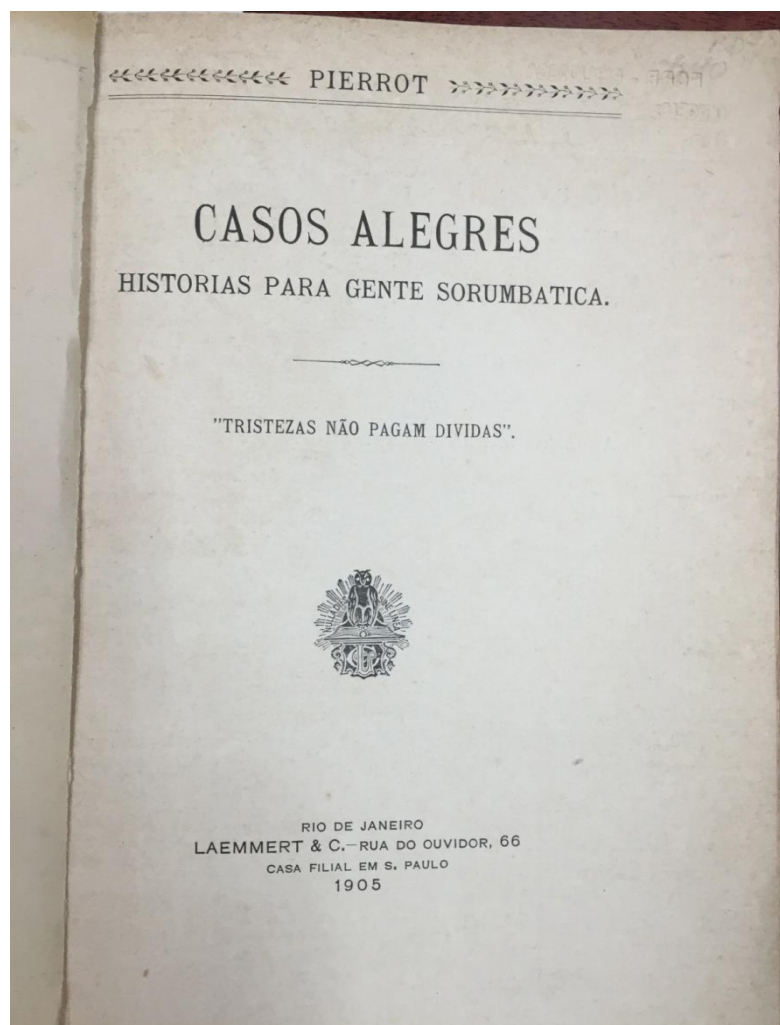 PIERROT
CASOS ALEGRES
HISTORIAS PARA GENTE SORUMBATICA.
"TRISTEZAS NÃO PAGAM DIVIDAS".
RIO DE JANEIRO
LAEMMERT & C.—RUA DO OUVIDOR, 66
CASA FILIAL EM S. PAULO
1905